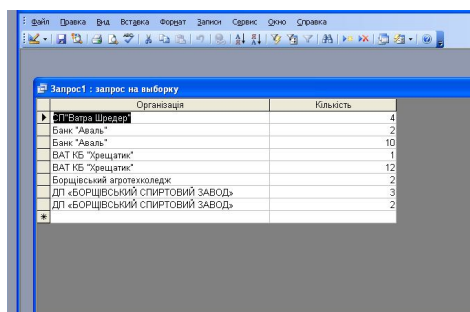 Файл Правка Вид Вставка Формат Записи Сервис Окно Справка
Запрос1 : запрос на выборку
Організація Кількість
СП"Ватра Шредер" 4
Банк "Аваль" 2
Банк "Аваль" 10
ВАТ КБ "Хрещатик" 1
ВАТ КБ "Хрещатик" 12
Борщівський агротехколедж 2
ДП «БОРЩІВСЬКИЙ СПИРТОВИЙ ЗАВОД» 3
ДП «БОРЩІВСЬКИЙ СПИРТОВИЙ ЗАВОД» 2